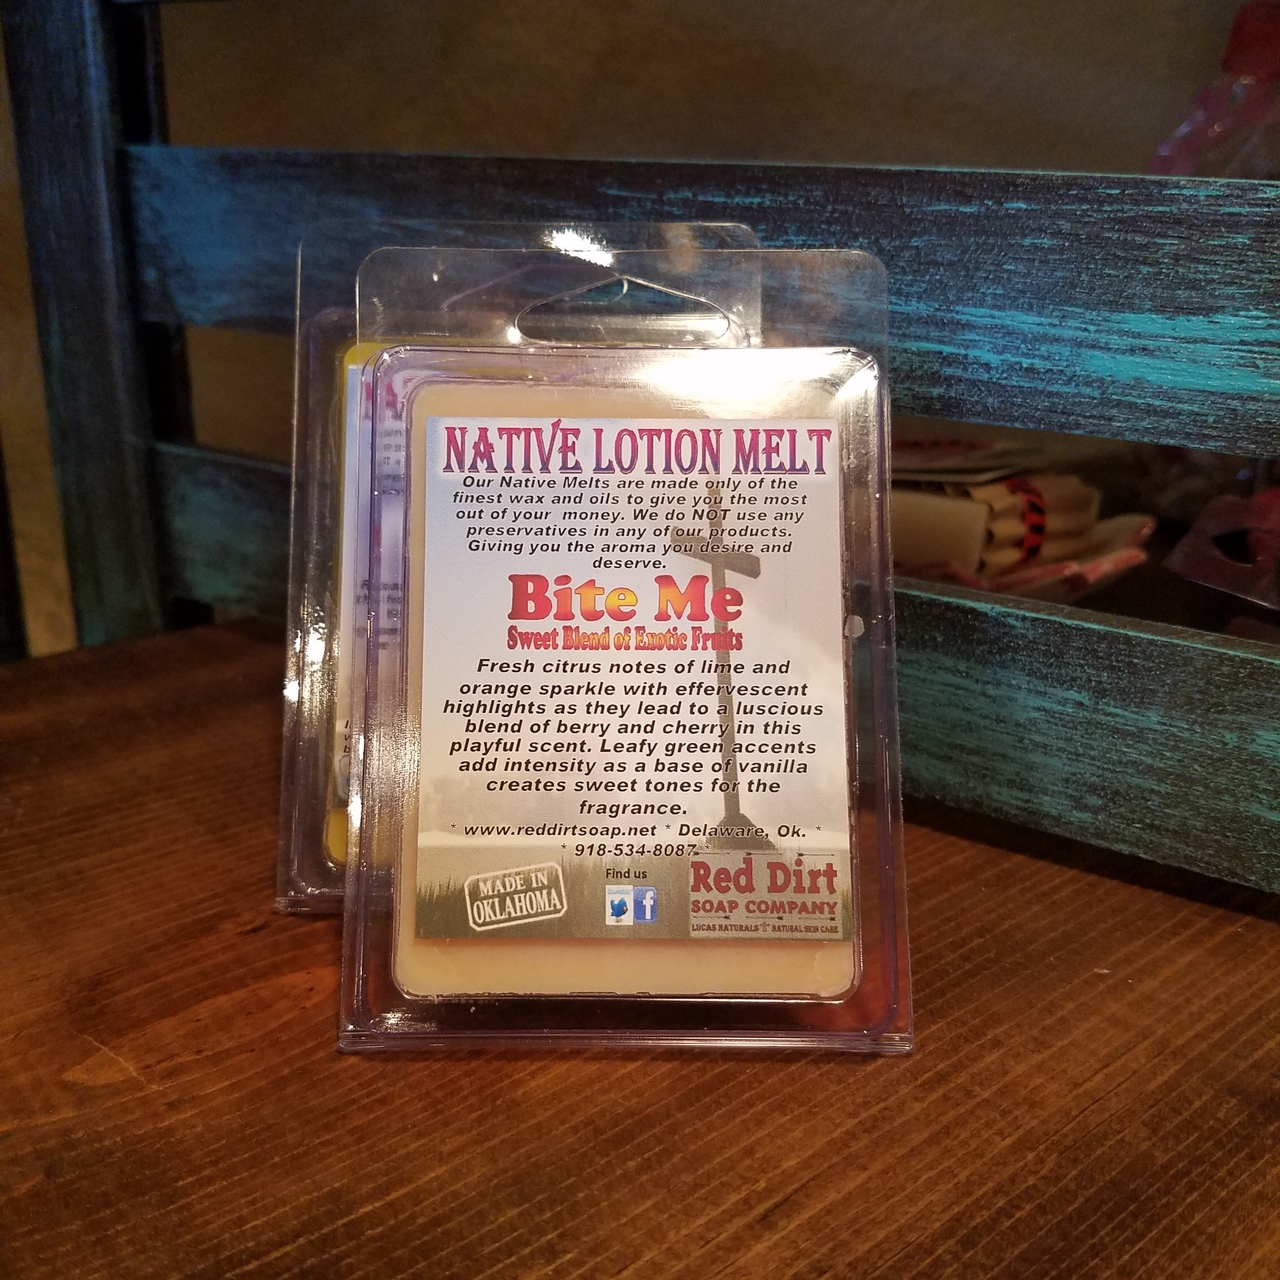 NATIVE LOTION MELT
Our Native Melts are made only of the
finest wax and oils to give you the most
out of your money. We do NOT use any
preservatives in any of our products.
Giving you the aroma you desire and
deserve.
Bite Me
Sweet Blend of Exotic Fruits
Fresh citrus notes of lime and
orange sparkle with effervescent
highlights as they lead to a luscious
blend of berry and cherry in this
playful scent. Leafy green accents
add intensity as a base of vanilla
creates sweet tones for the
fragrance.
* www.reddirtsoap.net * Delaware, Ok. *
* 918-534-8087 *
MADE IN
OKLAHOMA
Find us
f
Red Dirt
SOAP COMPANY
LUCAS NATURALS † NATURAL SKIN CARE